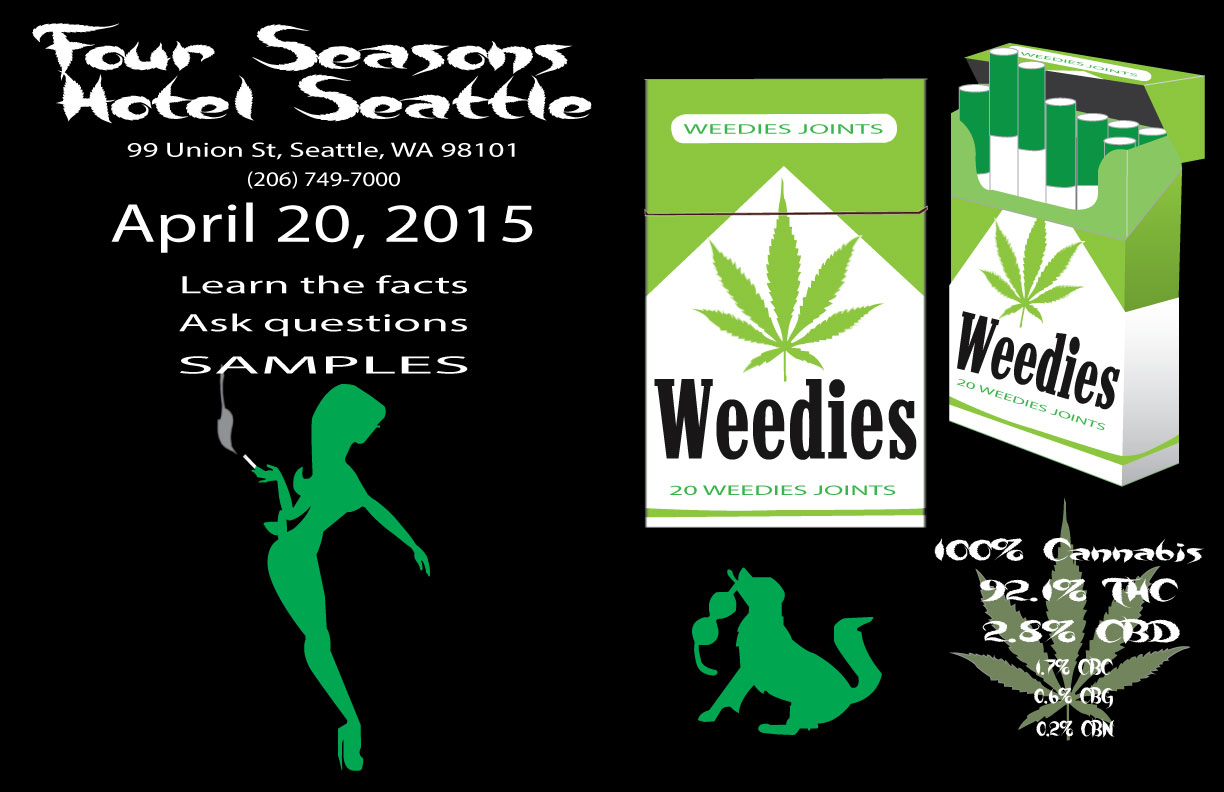 Four Seasons
Hotel Seattle
99 Union St, Seattle, WA 98101
(206) 749-7000
April 20, 2015
Learn the facts
Ask questions
SAMPLES
WEEDIES JOINTS
Weedies
20 WEEDIES JOINTS
WEEDIES JOINTS
Weedies
20 WEEDIES JOINTS
100% Cannabis
92.1% THC
2.8% CBD
1.7% CBC
0.6% CBG
0.2% CBN